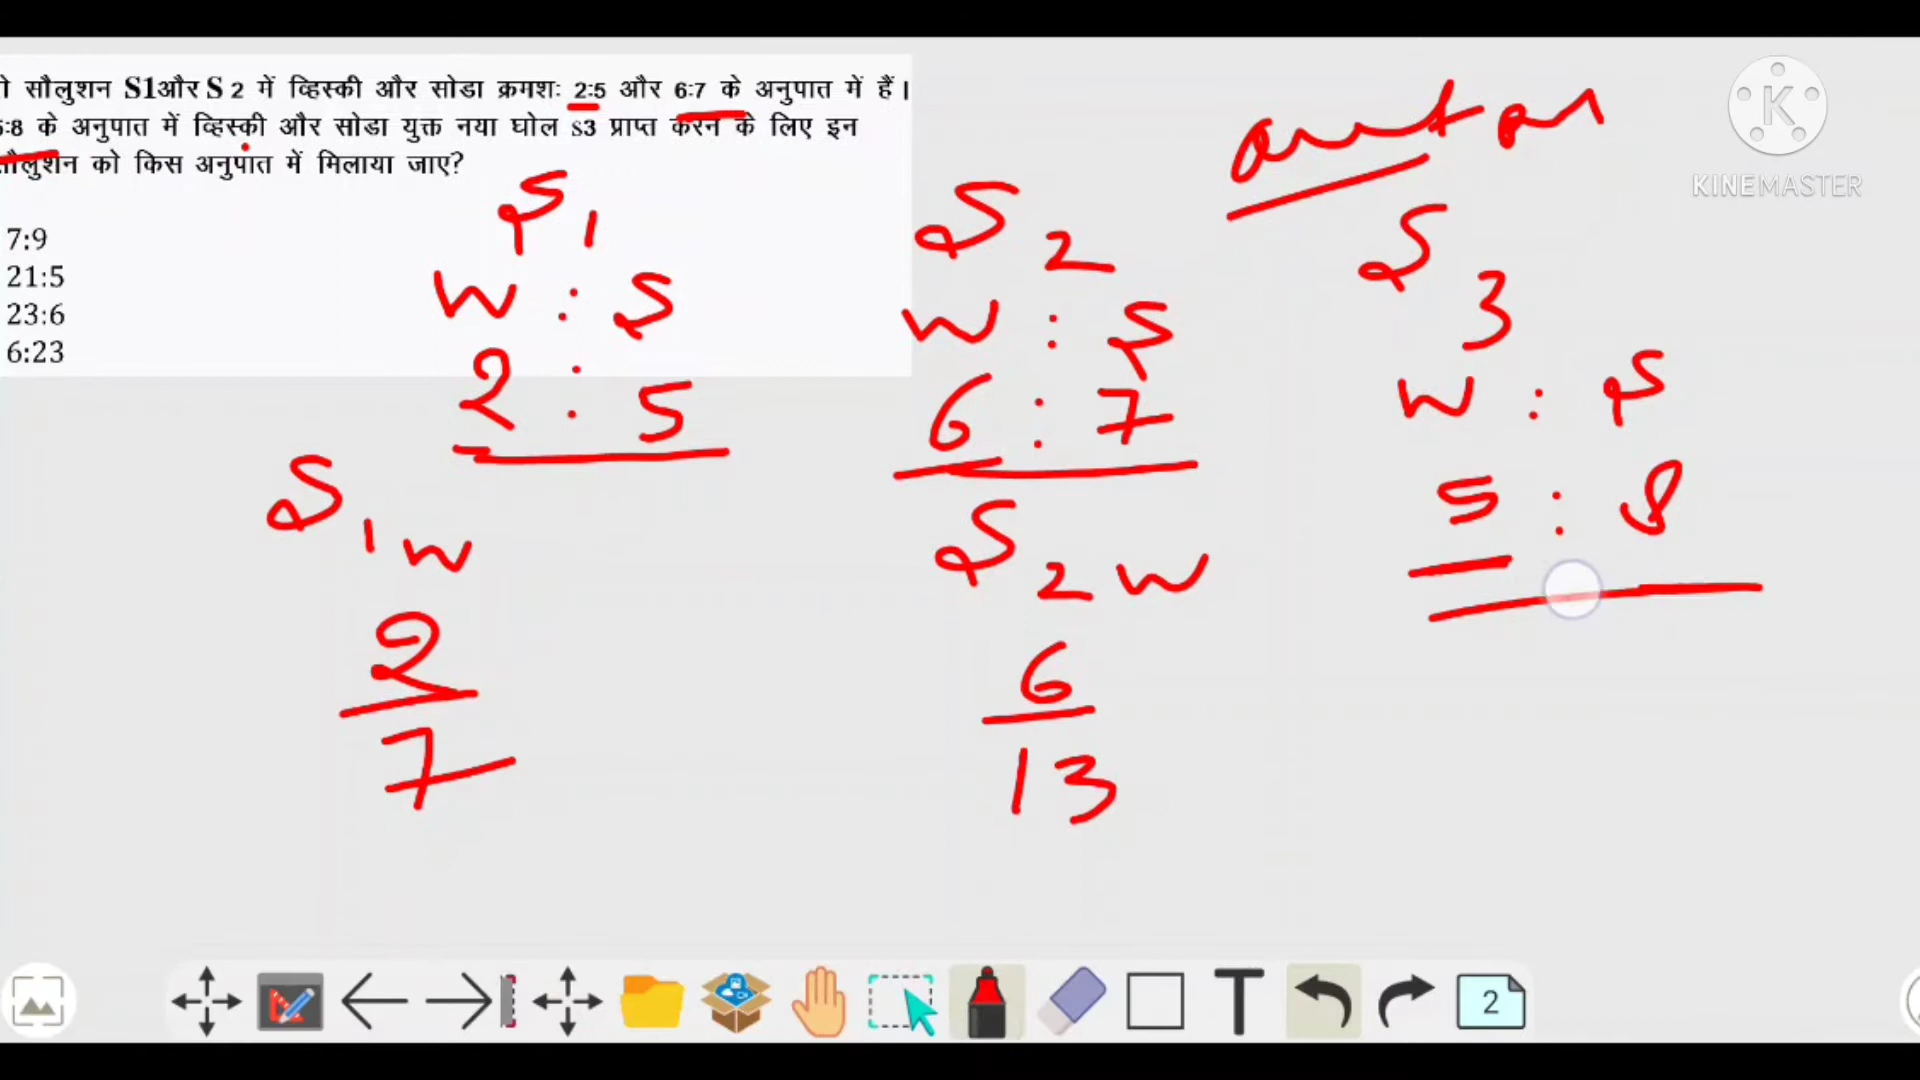 सौलुशन S1और S 2 में व्हिस्की और सोडा क्रमशः 2:5 और 6:7 के अनुपात में हैं।
:8 के अनुपात में व्हिस्की और सोडा युक्त नया घोल S3 प्राप्त करन के लिए इन
सौलुशन को किस अनुपात में मिलाया जाए?
7:9
21:5
23:6
6:23
S1
W : S
2 : 5
S2
W : S
6 : 7
S3
W : S
5 : 8
S1W
2
7
S2W
6
13
K
KINEMASTER
T
2